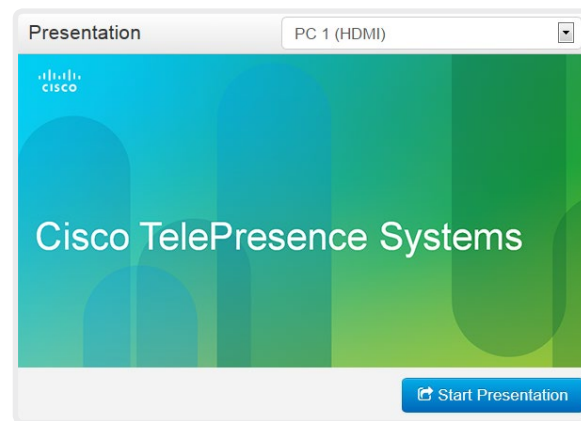 Presentation
PC 1 (HDMI)
CISCO
Cisco TelePresence Systems
Start Presentation